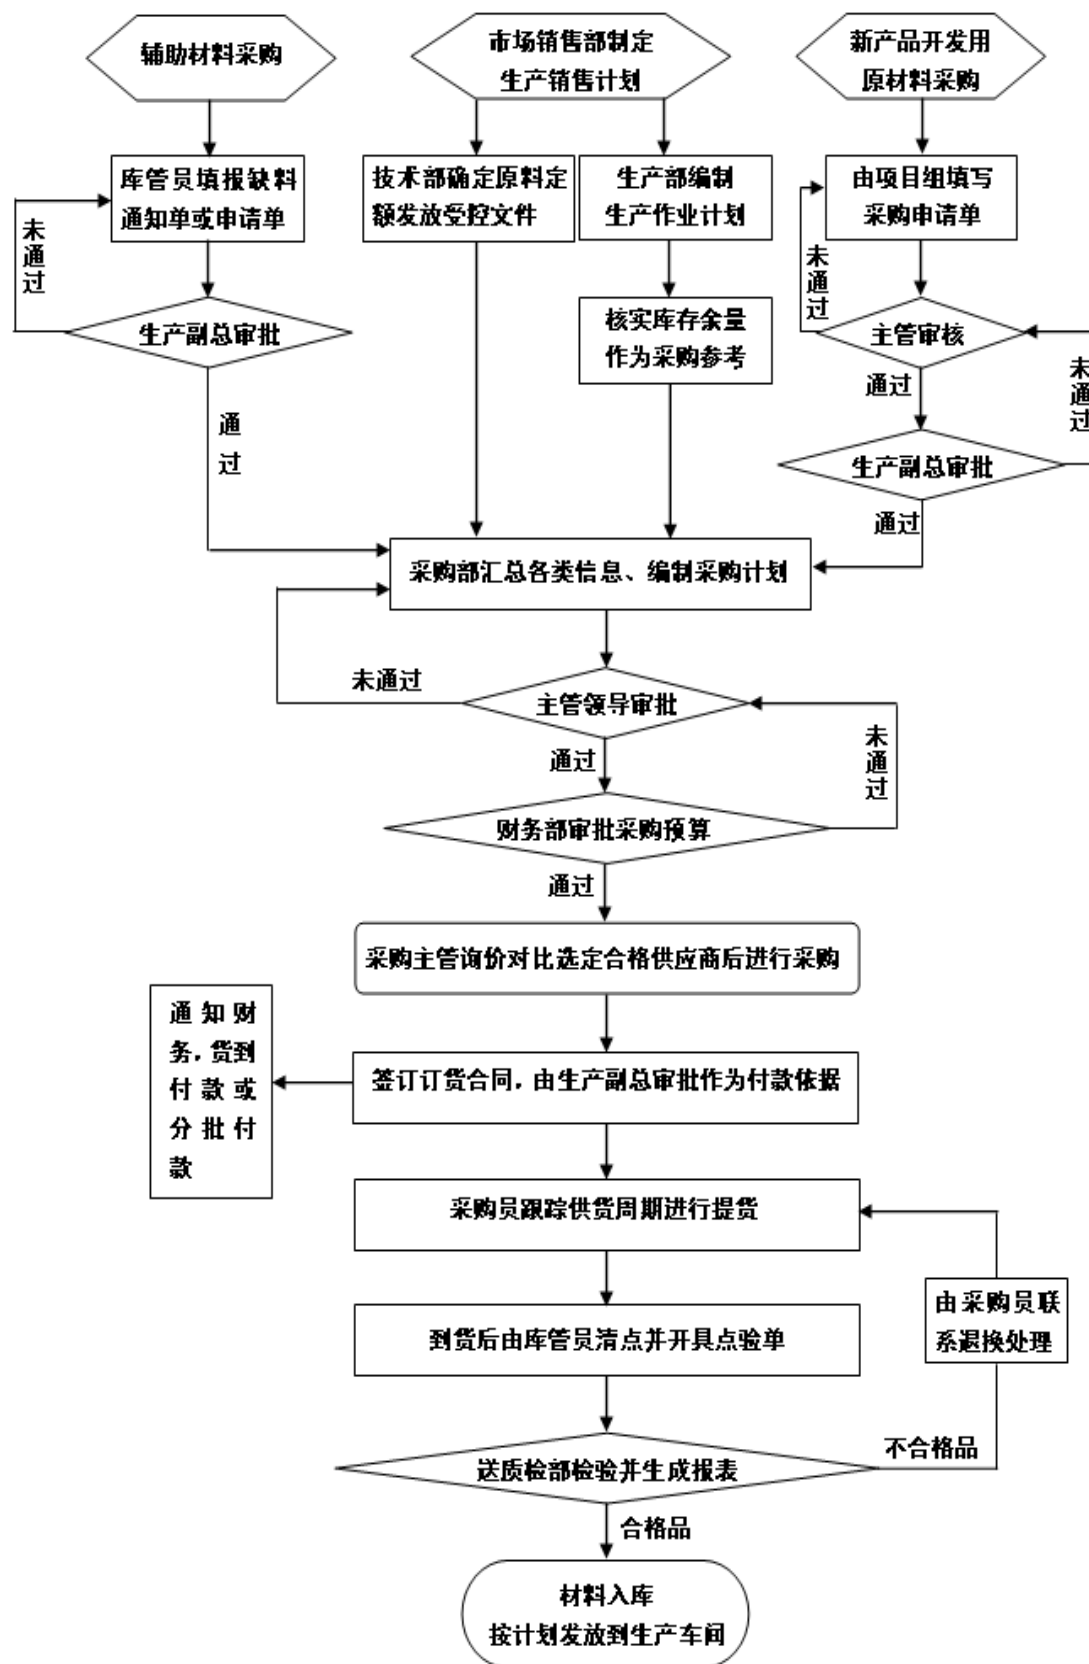 辅助材料采购
市场销售部制定
生产销售计划
新产品开发用
原材料采购
库管员填报缺料
通知单或申请单
技术部确定原料定
额发放受控文件
生产部编制
生产作业计划
由项目组填写
采购申请单
未通过
未通过
生产副总审批
核实库存余量
作为采购参考
主管审核
未通过
通过
通过
生产副总审批
通过
采购部汇总各类信息、编制采购计划
未通过
主管领导审批
未通过
通过
财务部审批采购预算
通过
采购主管询价对比选定合格供应商后进行采购
通知财
务，货到
付款或
分批付
款
签订订货合同，由生产副总审批作为付款依据
采购员跟踪供货周期进行提货
由采购员联
系退换处理
到货后由库管员清点并开具点验单
不合格品
送质检部检验并生成报表
合格品
材料入库
按计划发放到生产车间